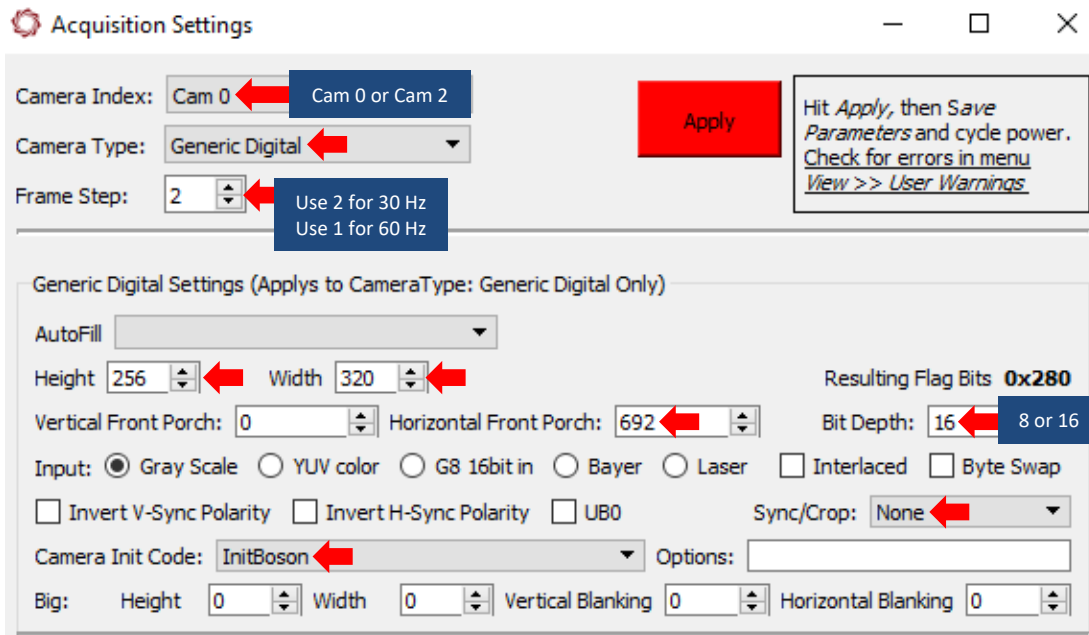 Acquisition Settings
Camera Index: Cam 0 Cam 0 or Cam 2
Camera Type: Generic Digital
Frame Step: 2 Use 2 for 30 Hz
Use 1 for 60 Hz
Apply
Hit Apply, then Save
Parameters and cycle power.
Check for errors in menu
View >> User Warnings
Generic Digital Settings (Applys to CameraType: Generic Digital Only)
AutoFill
Height 256 Width 320 Resulting Flag Bits 0x280
Vertical Front Porch: 0 Horizontal Front Porch: 692 Bit Depth: 16 8 or 16
Input: Gray Scale YUV color G8 16bit in Bayer Laser Interlaced Byte Swap
Invert V-Sync Polarity Invert H-Sync Polarity UB0 Sync/Crop: None
Camera Init Code: InitBoson Options:
Big: Height 0 Width 0 Vertical Blanking 0 Horizontal Blanking 0